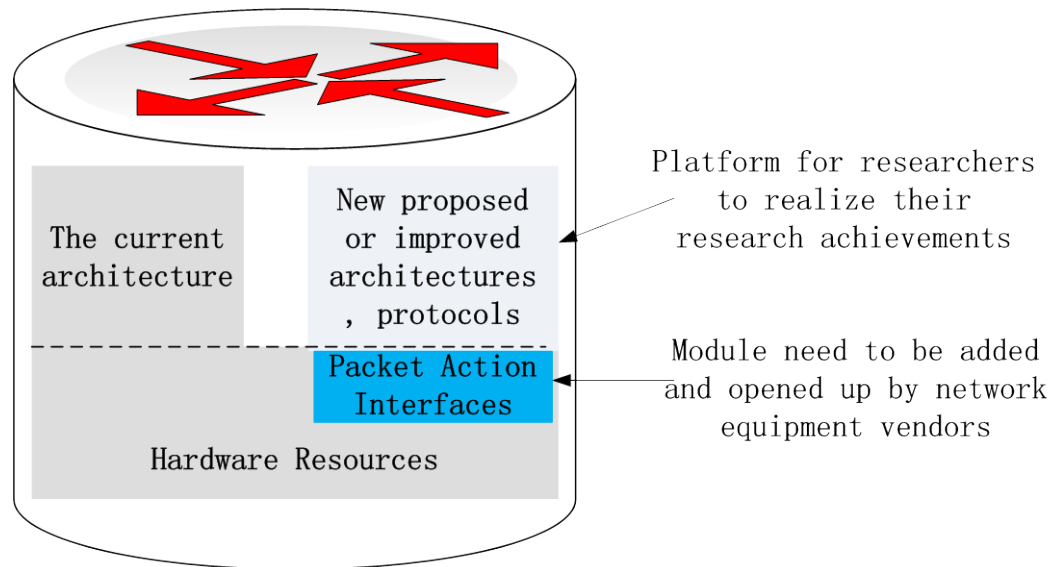 The current
architecture
New proposed
or improved
architectures
, protocols
Platform for researchers
to realize their
research achievements
Packet Action
Interfaces
Module need to be added
and opened up by network
equipment vendors
Hardware Resources